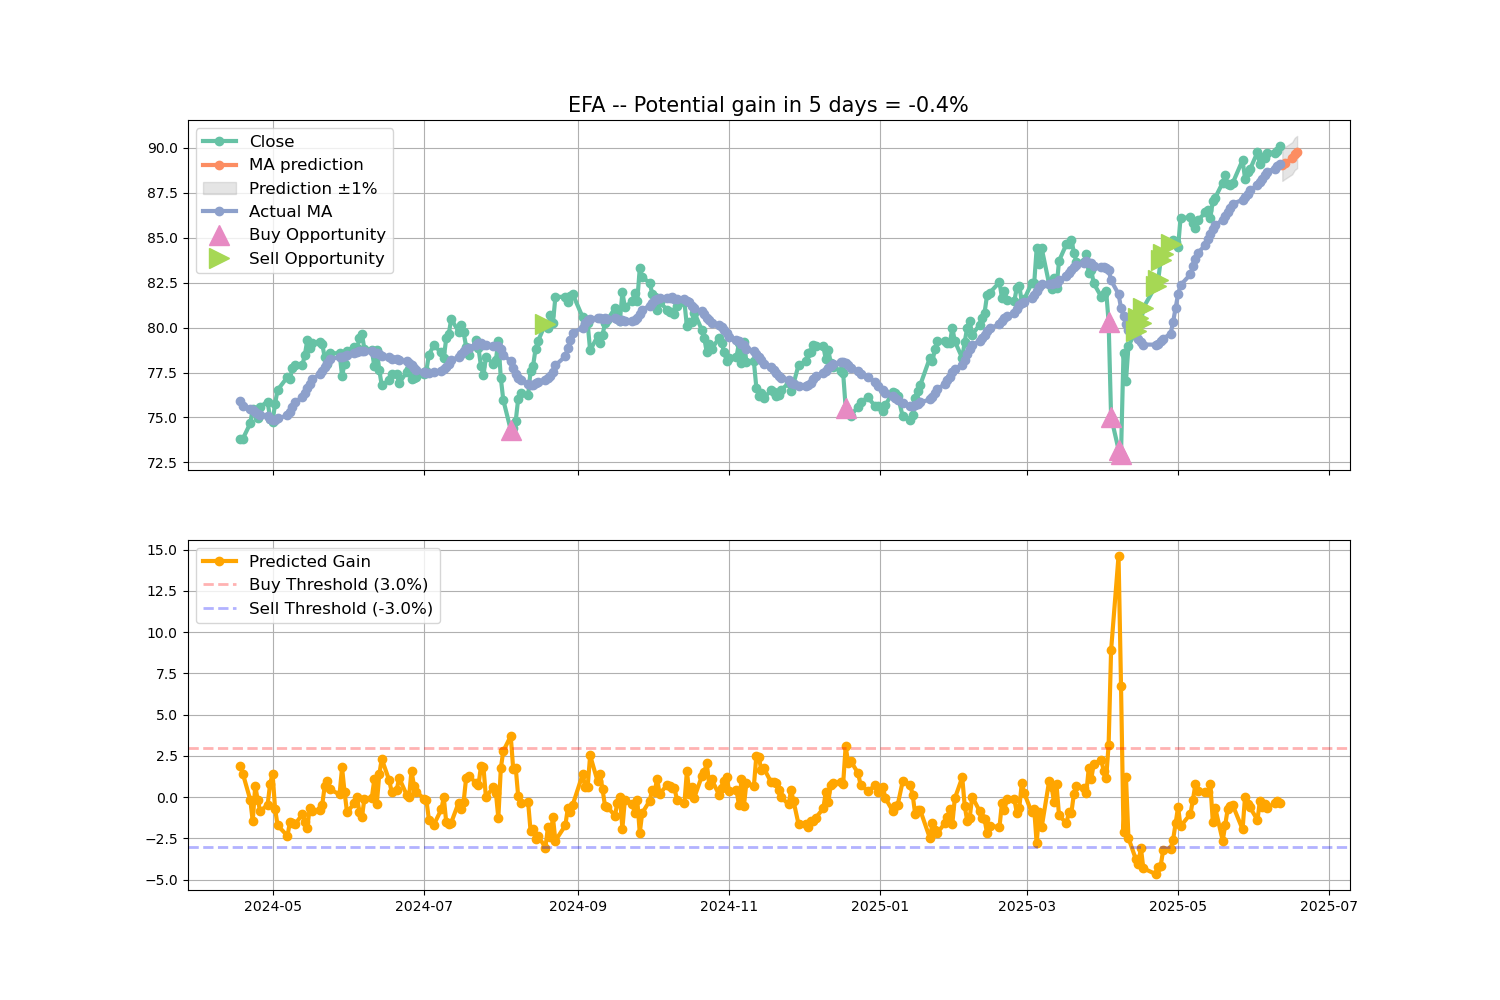 EFA -- Potential gain in 5 days = -0.4%
Close
MA prediction
Prediction ±1%
Actual MA
Buy Opportunity
Sell Opportunity
90.0
87.5
85.0
82.5
80.0
77.5
75.0
72.5
Predicted Gain
Buy Threshold (3.0%)
Sell Threshold (-3.0%)
15.0
12.5
10.0
7.5
5.0
2.5
0.0
−2.5
−5.0
2024-05 2024-07 2024-09 2024-11 2025-01 2025-03 2025-05 2025-07